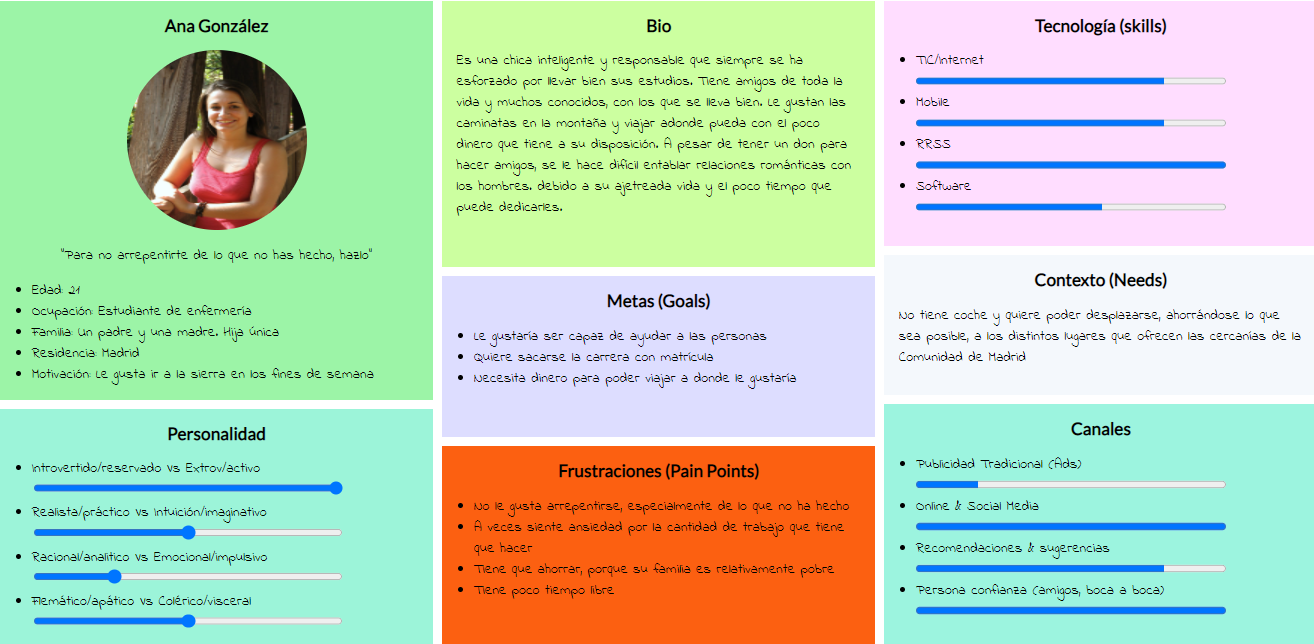 Ana González
"Para no arrepentirte de lo que no has hecho, hazlo"
Edad: 21
Ocupación: Estudiante de enfermería
Familia: Un padre y una madre. Hija única
Residencia: Madrid
Motivación: Le gusta ir a la sierra en los fines de semana
Personalidad
Introvertido/reservado Vs Extrov/activo
Realista/práctico Vs Intuición/imaginativo
Racional/analítico Vs Emocional/impulsivo
Flemático/apático Vs Colérico/visceral
Bio
Es una chica inteligente y responsable que siempre se ha
esforzado por llevar bien sus estudios. Tiene amigos de toda la
vida y muchos conocidos, con los que se lleva bien. Le gustan las
caminatas en la montaña y viajar adonde pueda con el poco
dinero que tiene a su disposición. A pesar de tener un don para
hacer amigos, se le hace difícil entablar relaciones románticas con
los hombres. debido a su ajetreada vida y el poco tiempo que
puede dedicarles.
Metas (Goals)
Le gustaría ser capaz de ayudar a las personas
Quiere sacarse la carrera con matrícula
Necesita dinero para poder viajar a donde le gustaría
Frustraciones (Pain Points)
No le gusta arrepentirse, especialmente de lo que no ha hecho
A veces siente ansiedad por la cantidad de trabajo que tiene
que hacer
Tiene que ahorrar, porque su familia es relativamente pobre
Tiene poco tiempo libre
Tecnología (skills)
TIC/Internet
Mobile
RRSS
Software
Contexto (Needs)
No tiene coche y quiere poder desplazarse, ahorrándose lo que
sea posible, a los distintos lugares que ofrecen las cercanías de la
Comunidad de Madrid
Canales
Publicidad Tradicional (Ads)
Online & Social Media
Recomendaciones & sugerencias
Persona confianza (amigos, boca a boca)